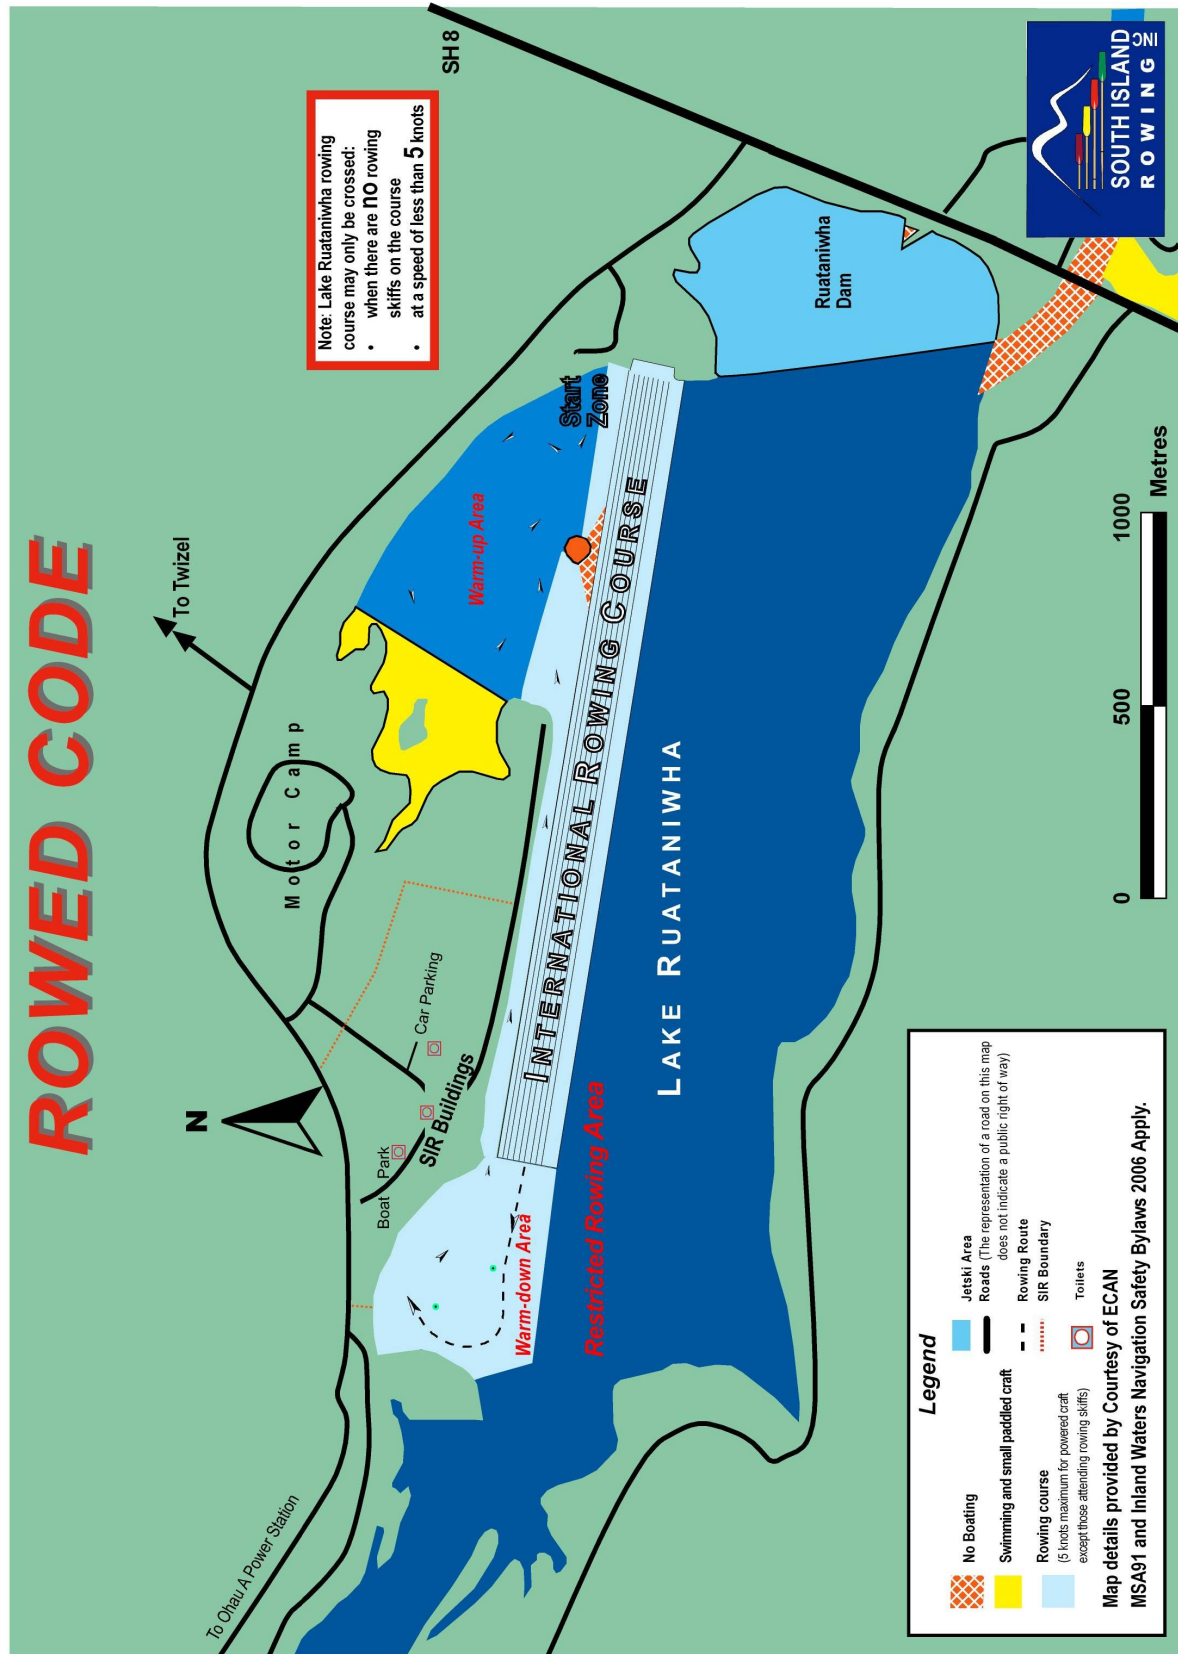 ROWED CODE
SH 8
Note: Lake Ruataniwha rowing
course may only be crossed:
• when there are no rowing
skiffs on the course
• at a speed of less than 5 knots
To Twizel
N
Motor Camp
Warm-up Area
Start
Zone
Ruataniwha
Dam
Car Parking
Boat Park
SIR Buildings
INTERNATIONAL ROWING COURSE
Warm-down Area
Restricted Rowing Area
LAKE RUATANIWHA
To Ohau A Power Station
Legend
No Boating
Swimming and small paddled craft
Rowing course
(5 knots maximum for powered craft
except those attending rowing skiffs)
Jetski Area
Roads (The representation of a road on this map
does not indicate a public right of way)
Rowing Route
SIR Boundary
Toilets
Map details provided by Courtesy of ECAN
MSA91 and Inland Waters Navigation Safety Bylaws 2006 Apply.
0 500 1000
Metres
SOUTH ISLAND
ROWING INC